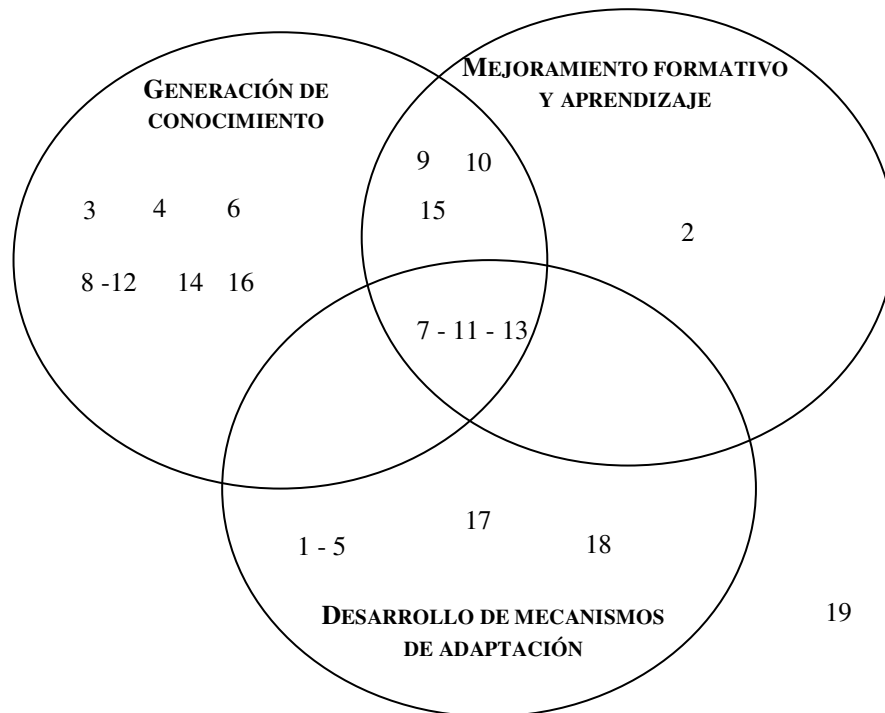 GENERACIÓN DE
CONOCIMIENTO
MEJORAMIENTO FORMATIVO
Y APRENDIZAJE
9 10
15
3 4 6
2
8 -12 14 16
7 - 11 - 13
17
1 - 5
18
DESARROLLO DE MECANISMOS
DE ADAPTACIÓN
19